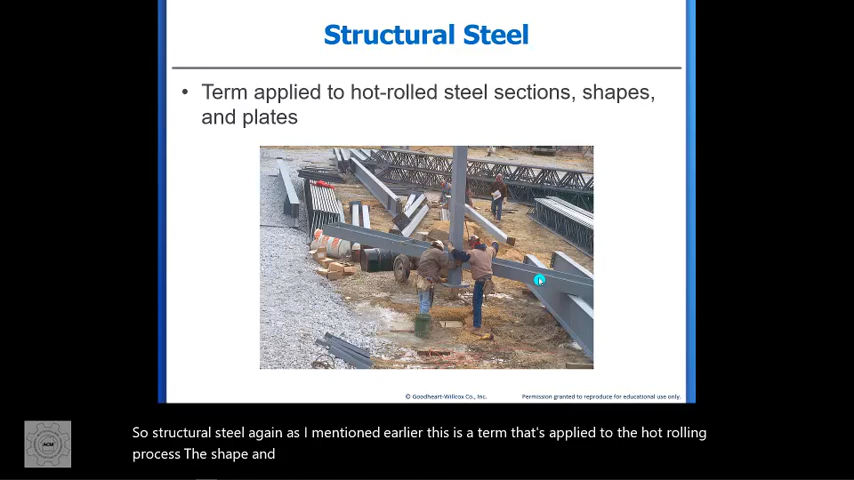 Structural Steel
• Term applied to hot-rolled steel sections, shapes,
and plates
© Goodheart-Willcox Co., Inc. Permission granted to reproduce for educational use only.
ACM
So structural steel again as I mentioned earlier this is a term that's applied to the hot rolling
process The shape and